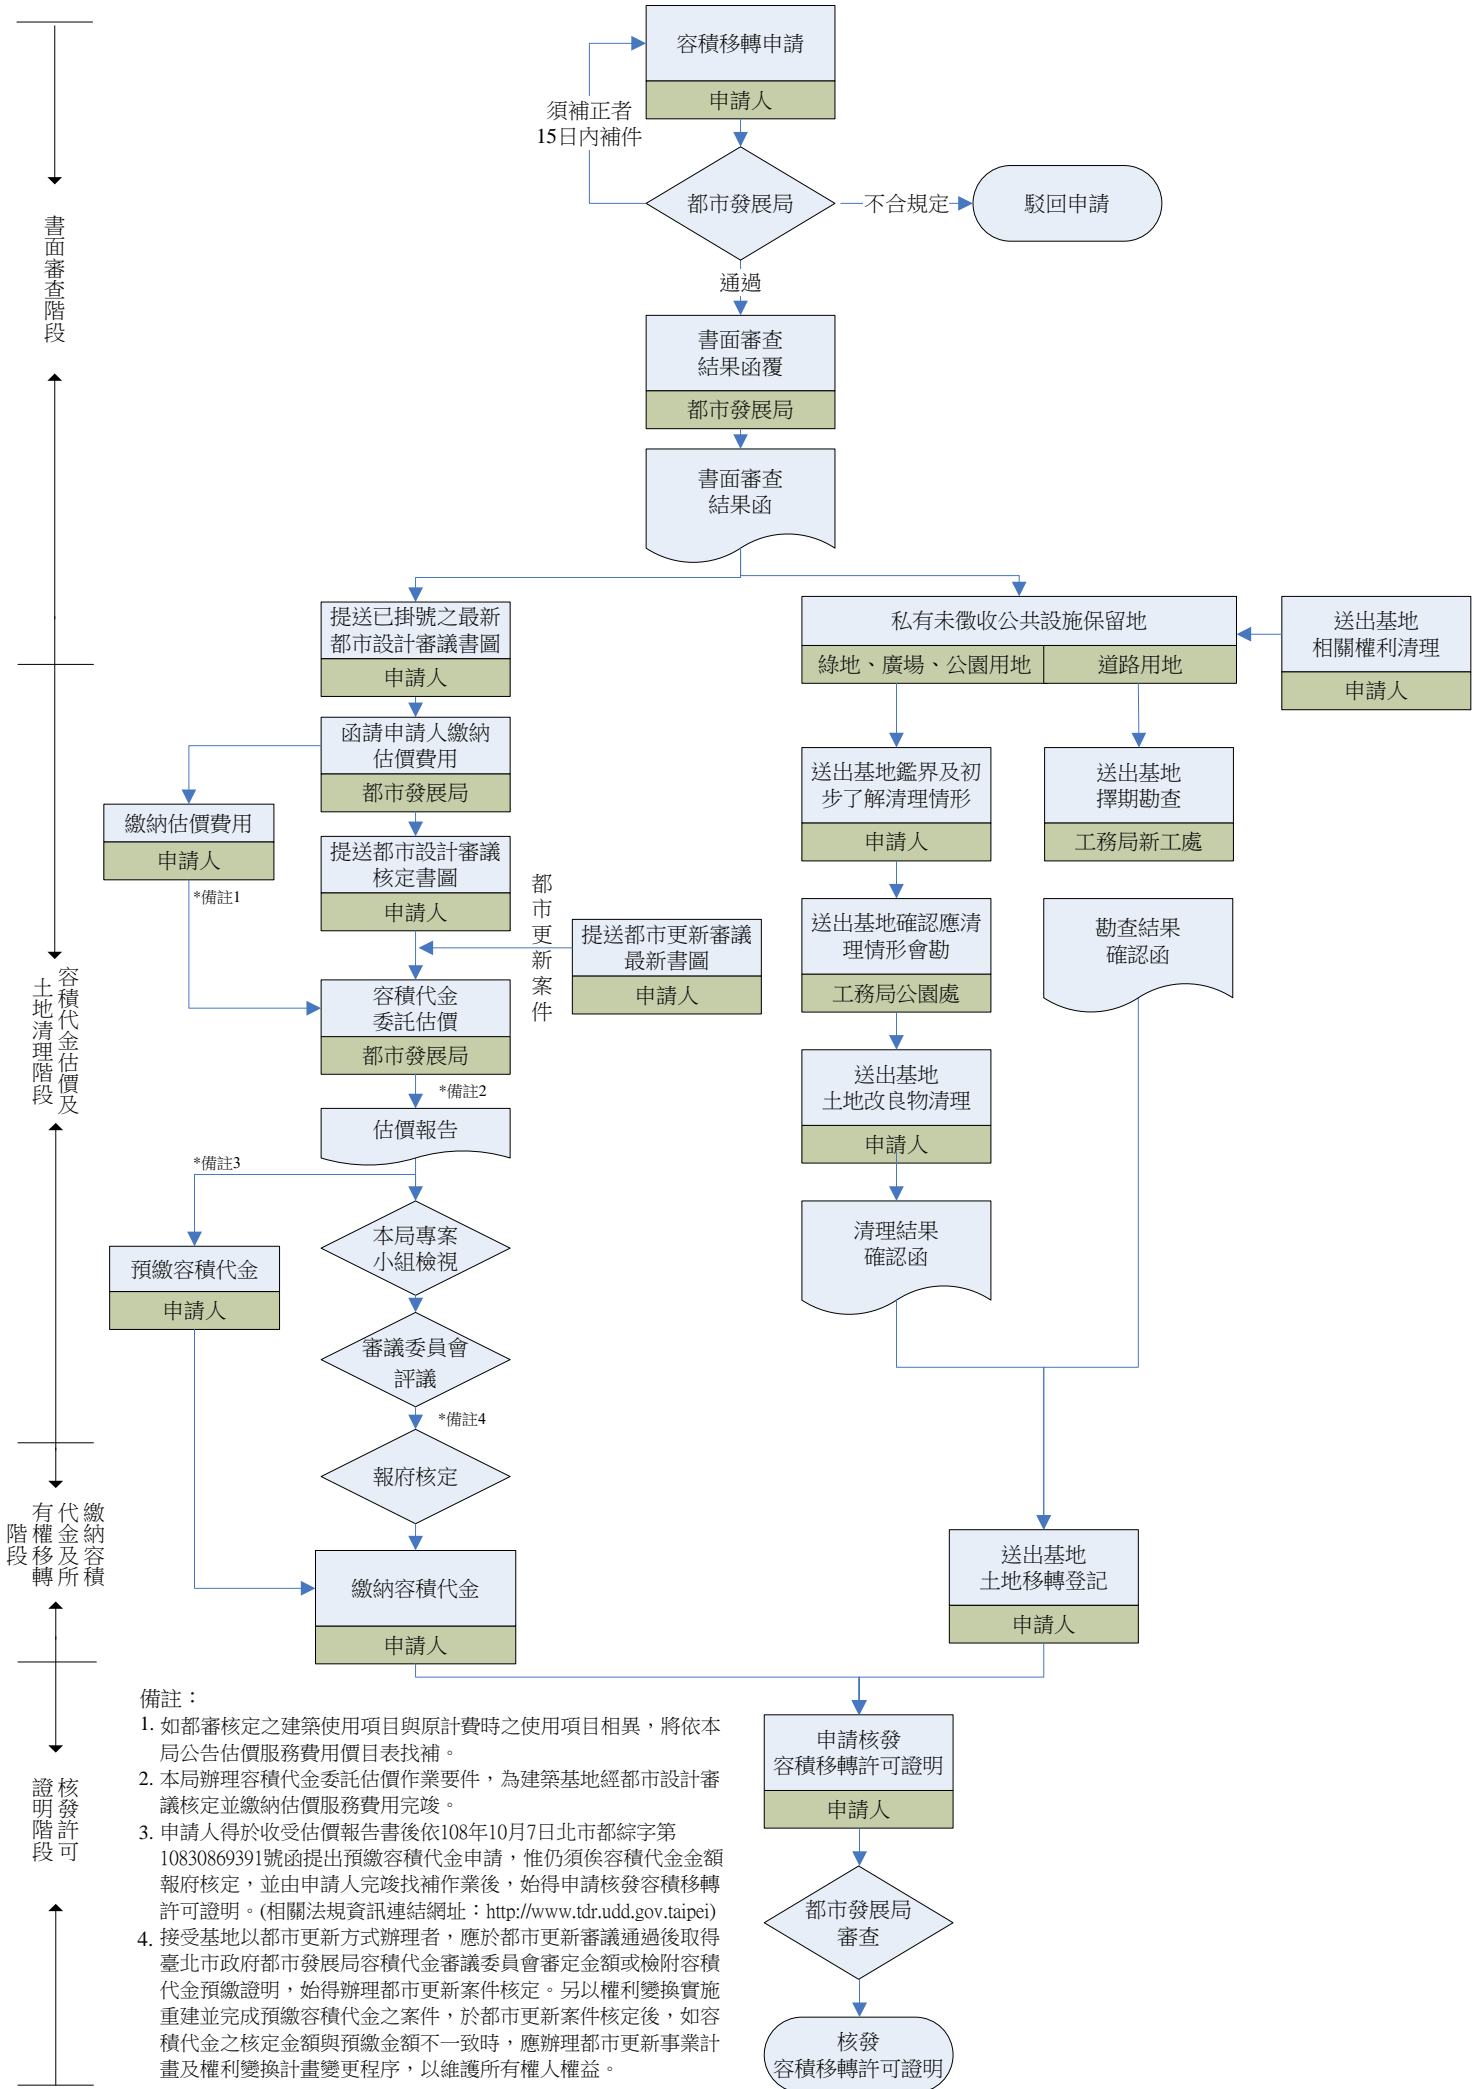 容積移轉申請
申請人
須補正者
15日內補件
都市發展局
不合規定
駁回申請
通過
書面審查
結果函覆
都市發展局
書面審查
結果函
書面審查階段
提送已掛號之最新
都市設計審議書圖
申請人
函請申請人繳納
估價費用
都市發展局
繳納估價費用
申請人
*備註1
提送都市設計審議
核定書圖
申請人
都市更新案件
提送都市更新審議
最新書圖
申請人
容積代金
委託估價
都市發展局
*備註2
估價報告
*備註3
預繳容積代金
申請人
本局專案
小組檢視
審議委員會
評議
*備註4
報府核定
繳納容積代金
申請人
私有未徵收公共設施保留地
綠地、廣場、公園用地
道路用地
送出基地
相關權利清理
申請人
送出基地鑑界及初
步了解清理情形
申請人
送出基地
擇期勘查
工務局新工處
送出基地確認應清
理情形會勘
工務局公園處
勘查結果
確認函
送出基地
土地改良物清理
申請人
清理結果
確認函
送出基地
土地移轉登記
申請人
容積代金估價及
土地清理階段
繳納容積
代金及所
有權移轉
階段
核發許可
證明階段
申請核發
容積移轉許可證明
申請人
都市發展局
審查
核發
容積移轉許可證明
備註：
1. 如都審核定之建築使用項目與原計費時之使用項目相異，將依本
局公告估價服務費用價目表找補。
2. 本局辦理容積代金委託估價作業要件，為建築基地經都市設計審
議核定並繳納估價服務費用完竣。
3. 申請人得於收受估價報告書後依108年10月7日北市都綜字第
10830869391號函提出預繳容積代金申請，惟仍須俟容積代金金額
報府核定，並由申請人完竣找補作業後，始得申請核發容積移轉
許可證明。(相關法規資訊連結網址：http://www.tdr.udd.gov.taipei)
4. 接受基地以都市更新方式辦理者，應於都市更新審議通過後取得
臺北市政府都市發展局容積代金審議委員會審定金額或檢附容積
代金預繳證明，始得辦理都市更新案件核定。另以權利變換實施
重建並完成預繳容積代金之案件，於都市更新案件核定後，如容
積代金之核定金額與預繳金額不一致時，應辦理都市更新事業計
畫及權利變換計畫變更程序，以維護所有權人權益。